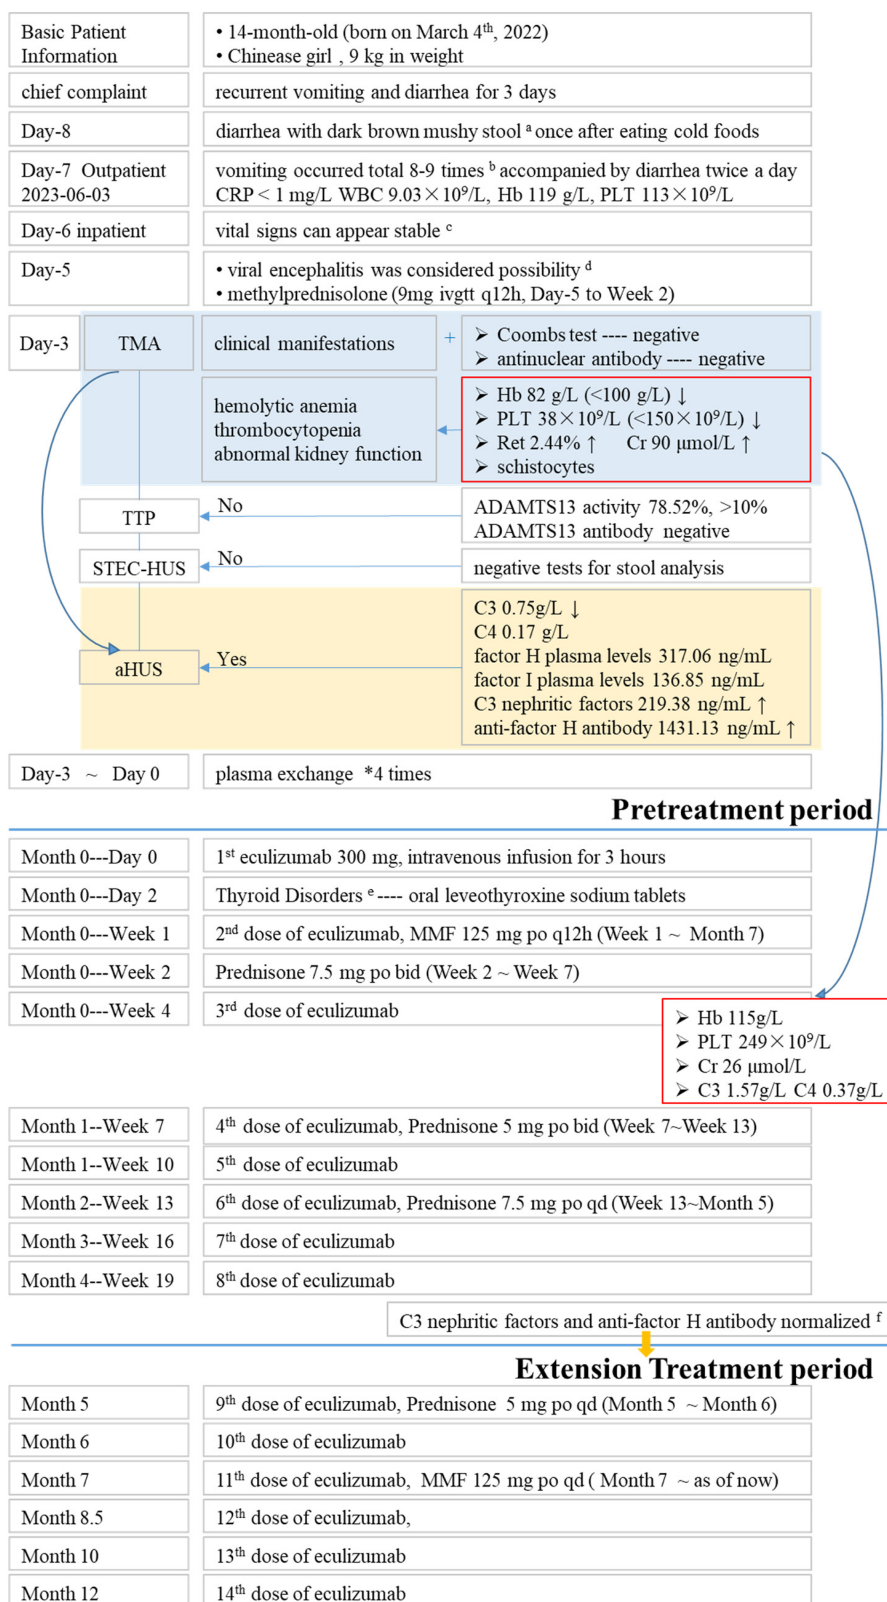 Basic Patient
Information
• 14-month-old (born on March 4th, 2022)
• Chinease girl , 9 kg in weight
chief complaint
recurrent vomiting and diarrhea for 3 days
Day-8
diarrhea with dark brown mushy stool a once after eating cold foods
Day-7 Outpatient
2023-06-03
vomiting occurred total 8-9 times b accompanied by diarrhea twice a day
CRP < 1 mg/L WBC 9.03×10⁹/L, Hb 119 g/L, PLT 113×10⁹/L
Day-6 inpatient
vital signs can appear stable c
Day-5
• viral encephalitis was considered possibility d
• methylprednisolone (9mg ivgtt q12h, Day-5 to Week 2)
Day-3
TMA
clinical manifestations
+
➢ Coombs test ---- negative
➢ antinuclear antibody ---- negative
hemolytic anemia
thrombocytopenia
abnormal kidney function
➢ Hb 82 g/L (<100 g/L) ↓
➢ PLT 38×10⁹/L (<150×10⁹/L) ↓
➢ Ret 2.44% ↑ Cr 90 μmol/L ↑
➢ schistocytes
TTP
No
ADAMTS13 activity 78.52%, >10%
ADAMTS13 antibody negative
STEC-HUS
No
negative tests for stool analysis
aHUS
Yes
C3 0.75g/L ↓
C4 0.17 g/L
factor H plasma levels 317.06 ng/mL
factor I plasma levels 136.85 ng/mL
C3 nephritic factors 219.38 ng/mL ↑
anti-factor H antibody 1431.13 ng/mL ↑
Day-3 ~ Day 0
plasma exchange *4 times
Pretreatment period
Month 0---Day 0
1st eculizumab 300 mg, intravenous infusion for 3 hours
Month 0---Day 2
Thyroid Disorders e ---- oral leveothyroxine sodium tablets
Month 0---Week 1
2nd dose of eculizumab, MMF 125 mg po q12h (Week 1 ~ Month 7)
Month 0---Week 2
Prednisone 7.5 mg po bid (Week 2 ~ Week 7)
Month 0---Week 4
3rd dose of eculizumab
➢ Hb 115g/L
➢ PLT 249×10⁹/L
➢ Cr 26 μmol/L
➢ C3 1.57g/L C4 0.37g/L
Month 1--Week 7
4th dose of eculizumab, Prednisone 5 mg po bid (Week 7~Week 13)
Month 1--Week 10
5th dose of eculizumab
Month 2--Week 13
6th dose of eculizumab, Prednisone 7.5 mg po qd (Week 13~Month 5)
Month 3--Week 16
7th dose of eculizumab
Month 4--Week 19
8th dose of eculizumab
C3 nephritic factors and anti-factor H antibody normalized f
Extension Treatment period
Month 5
9th dose of eculizumab, Prednisone 5 mg po qd (Month 5 ~ Month 6)
Month 6
10th dose of eculizumab
Month 7
11th dose of eculizumab, MMF 125 mg po qd ( Month 7 ~ as of now)
Month 8.5
12th dose of eculizumab,
Month 10
13th dose of eculizumab
Month 12
14th dose of eculizumab